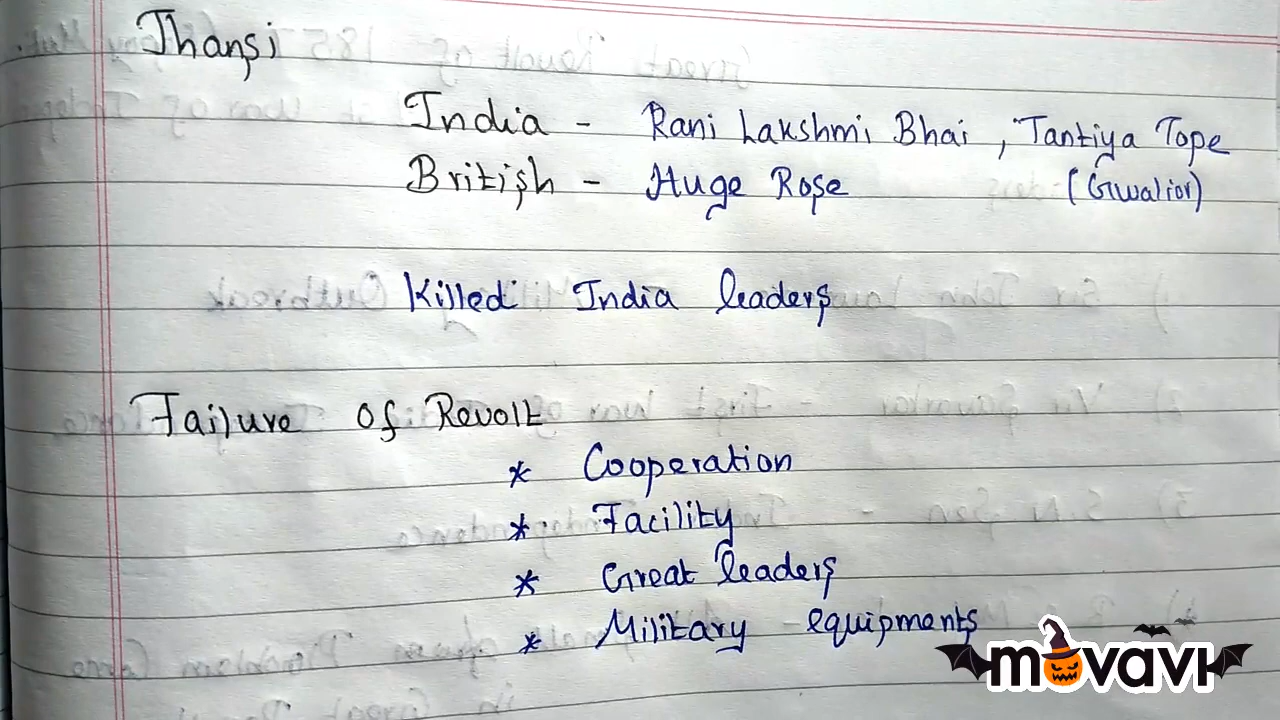 Jhansi
India - Rani Lakshmi Bhai, Tantiya Tope
British - Huge Rose (Gwalior)
Killed India leaders
Failure of Revolt
* Cooperation
* Facility
* Great leaders
* Military equipments
movavi